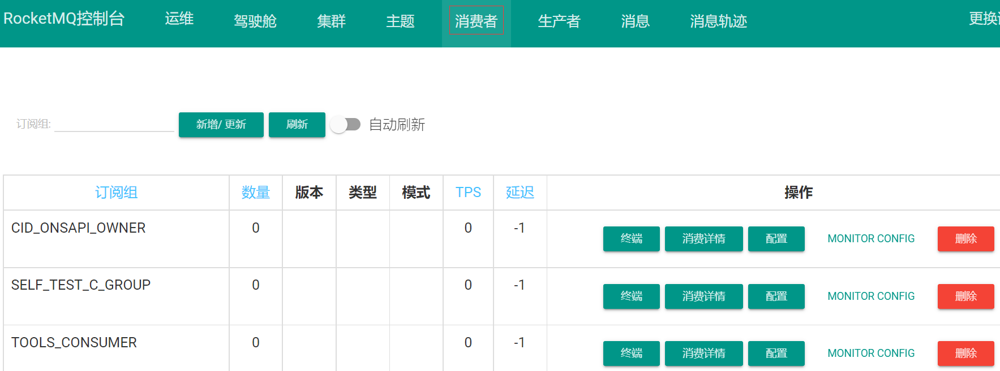 RocketMQ控制台 运维 驾驶舱 集群 主题 消费者 生产者 消息 消息轨迹 更换
订阅组: 新增/ 更新 刷新 自动刷新
订阅组 数量 版本 类型 模式 TPS 延迟 操作
CID_ONSAPI_OWNER 0 0 -1 终端 消费详情 配置 MONITOR CONFIG 删除
SELF_TEST_C_GROUP 0 0 -1 终端 消费详情 配置 MONITOR CONFIG 删除
TOOLS_CONSUMER 0 0 -1 终端 消费详情 配置 MONITOR CONFIG 删除